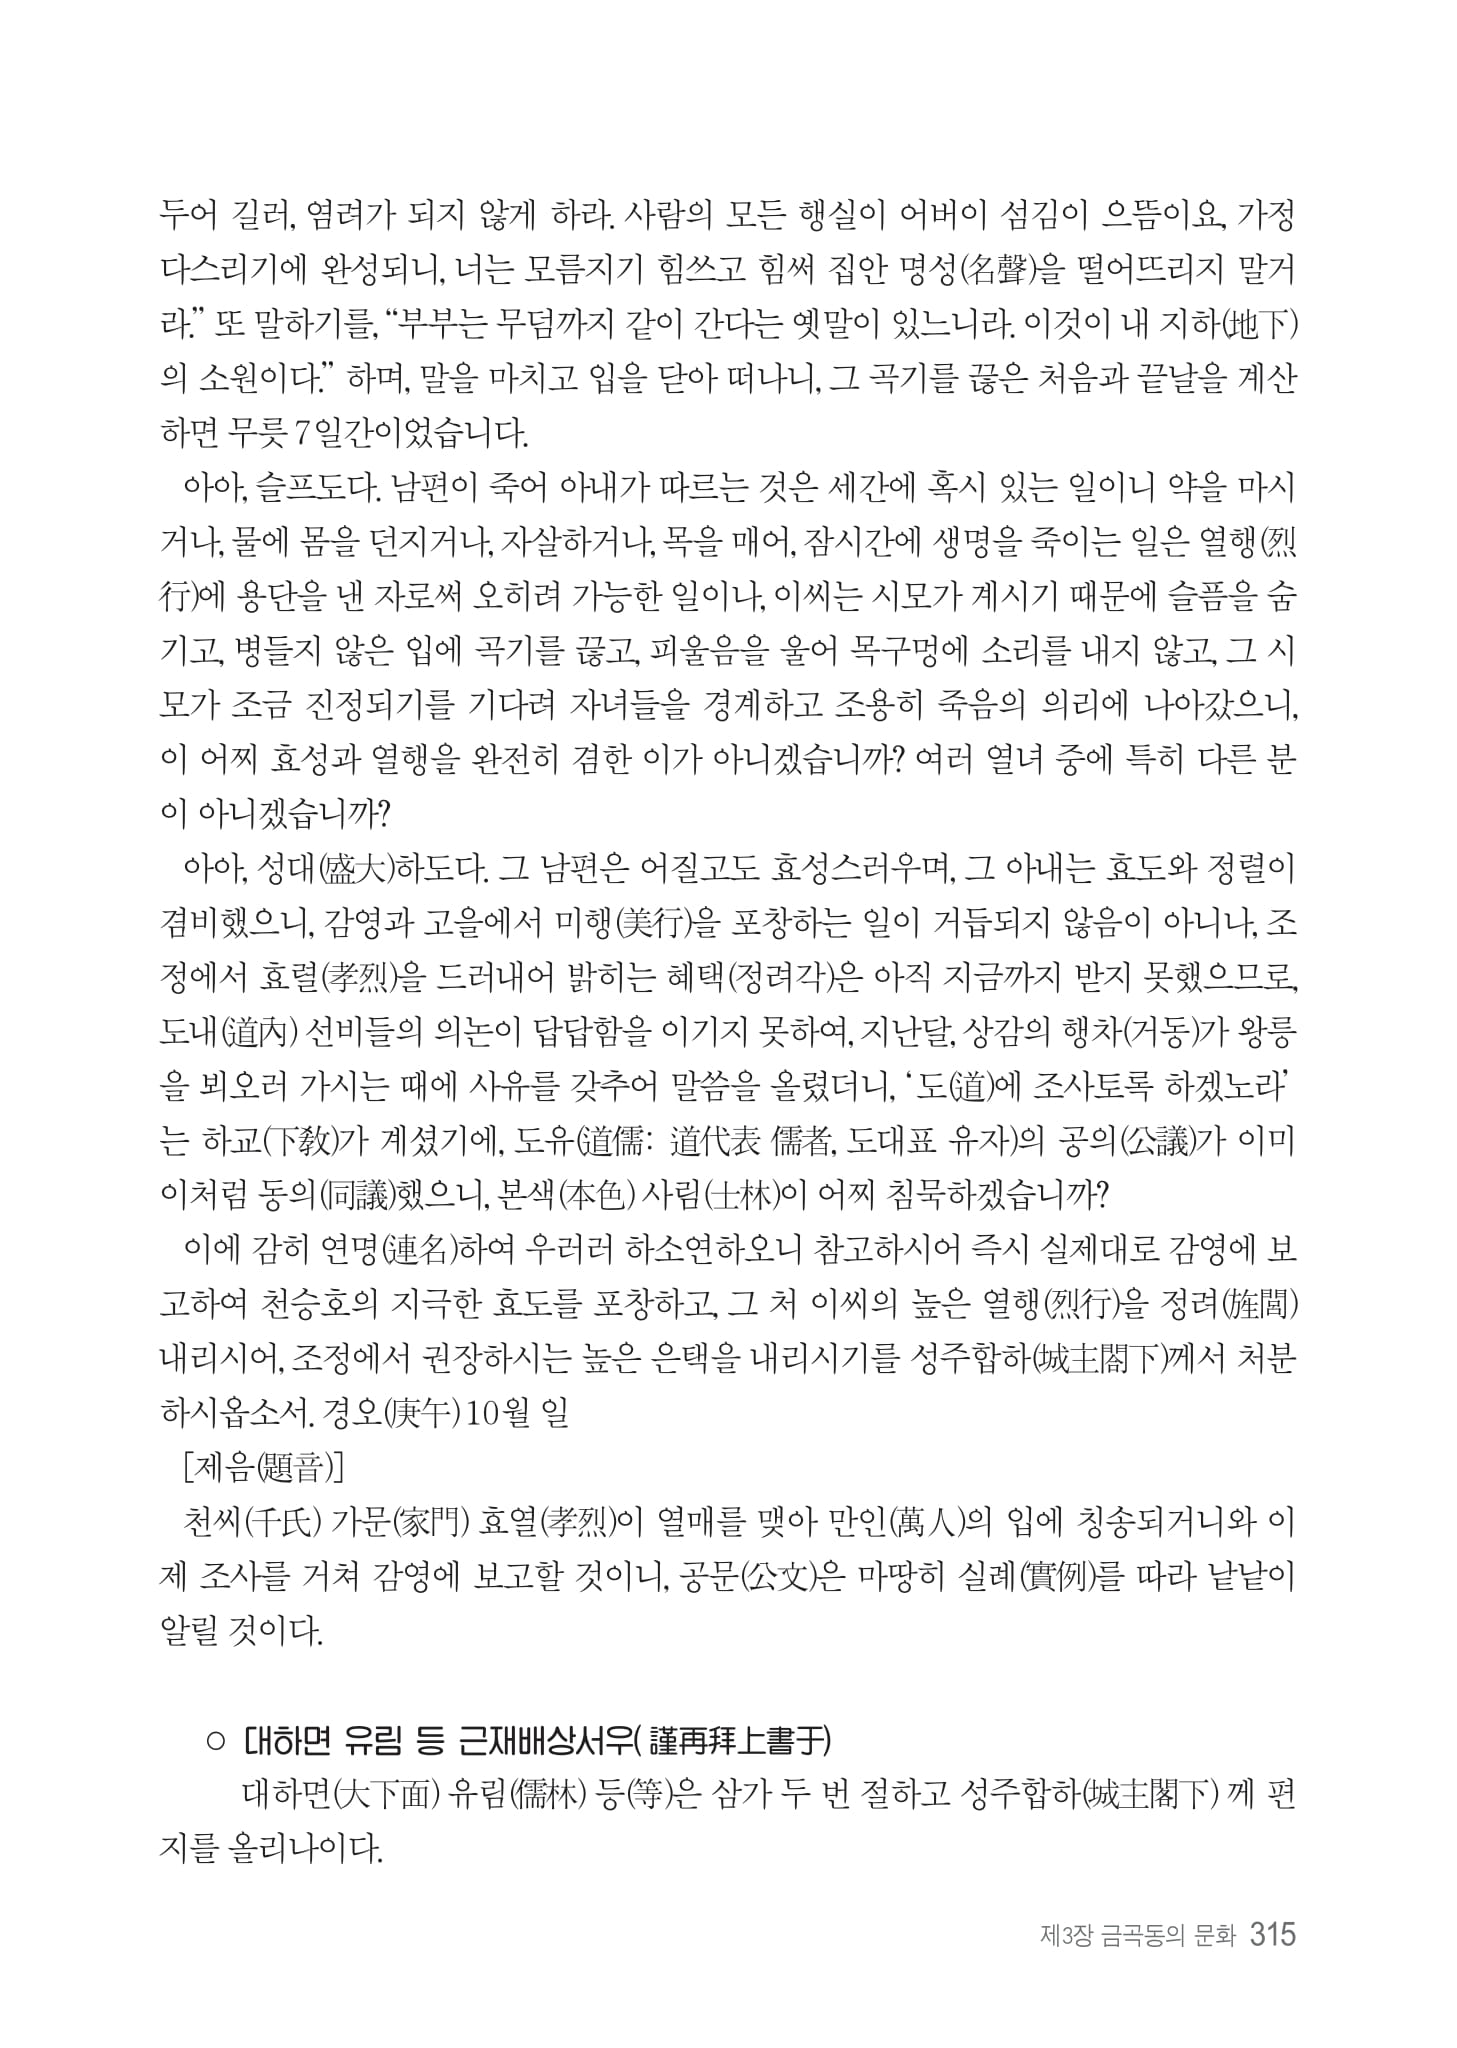 두어 길러, 염려가 되지 않게 하라. 사람의 모든 행실이 어버이 섬김이 으뜸이요, 가정
다스리기에 완성되니, 너는 모름지기 힘쓰고 힘써 집안 명성(名聲)을 떨어뜨리지 말거
라.” 또 말하기를, “부부는 무덤까지 같이 간다는 옛말이 있느니라. 이것이 내 지하(地下)
의 소원이다.” 하며, 말을 마치고 입을 닫아 떠나니, 그 곡기를 끊은 처음과 끝날을 계산
하면 무릇 7일간이었습니다.
아아, 슬프도다. 남편이 죽어 아내가 따르는 것은 세간에 혹시 있는 일이니 약을 마시
거나, 물에 몸을 던지거나, 자살하거나, 목을 매어, 잠시간에 생명을 죽이는 일은 열행(烈
行)에 용단을 낸 자로써 오히려 가능한 일이나, 이씨는 시모가 계시기 때문에 슬픔을 숨
기고, 병들지 않은 입에 곡기를 끊고, 피울음을 울어 목구멍에 소리를 내지 않고, 그 시
모가 조금 진정되기를 기다려 자녀들을 경계하고 조용히 죽음의 의리에 나아갔으니,
이 어찌 효성과 열행을 완전히 겸한 이가 아니겠습니까? 여러 열녀 중에 특히 다른 분
이 아니겠습니까?
아아, 성대(盛大)하도다. 그 남편은 어질고도 효성스러우며, 그 아내는 효도와 정렬이
겸비했으니, 감영과 고을에서 미행(美行)을 포창하는 일이 거듭되지 않음이 아니나, 조
정에서 효렬(孝烈)을 드러내어 밝히는 혜택(정려각)은 아직 지금까지 받지 못했으므로,
도내(道內) 선비들의 의논이 답답함을 이기지 못하여, 지난달, 상감의 행차(거동)가 왕릉
을 뵈오러 가시는 때에 사유를 갖추어 말씀을 올렸더니, ‘도(道)에 조사토록 하겠노라’
는 하교(下敎)가 계셨기에, 도유(道儒: 道代表 儒者, 도대표 유자)의 공의(公議)가 이미
이처럼 동의(同議)했으니, 본색(本色) 사림(士林)이 어찌 침묵하겠습니까?
이에 감히 연명(連名)하여 우러러 하소연하오니 참고하시어 즉시 실제대로 감영에 보
고하여 천승호의 지극한 효도를 포창하고, 그 처 이씨의 높은 열행(烈行)을 정려(旌閭)
내리시어, 조정에서 권장하시는 높은 은택을 내리시기를 성주합하(城主閤下)께서 처분
하시옵소서. 경오(庚午) 10월 일
[제음(題音)]
천씨(千氏) 가문(家門) 효열(孝烈)이 열매를 맺아 만인(萬人)의 입에 칭송되거니와 이
제 조사를 거쳐 감영에 보고할 것이니, 공문(公文)은 마땅히 실례(實例)를 따라 낱낱이
알릴 것이다.
○ 대하면 유림 등 근재배상서우( 謹再拜上書于)
대하면(大下面) 유림(儒林) 등(等)은 삼가 두 번 절하고 성주합하(城主閤下) 께 편
지를 올리나이다.
제3장 금곡동의 문화 315